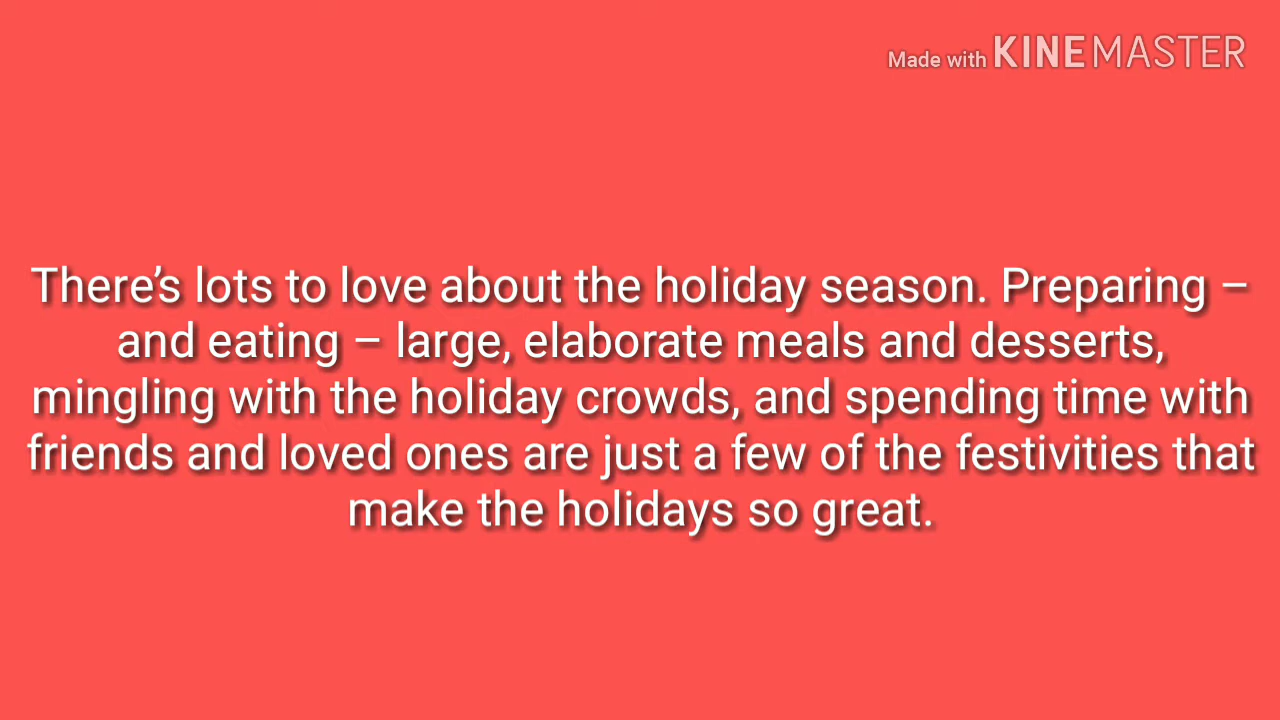 Made with KINEMASTER
There’s lots to love about the holiday season. Preparing –
and eating – large, elaborate meals and desserts,
mingling with the holiday crowds, and spending time with
friends and loved ones are just a few of the festivities that
make the holidays so great.